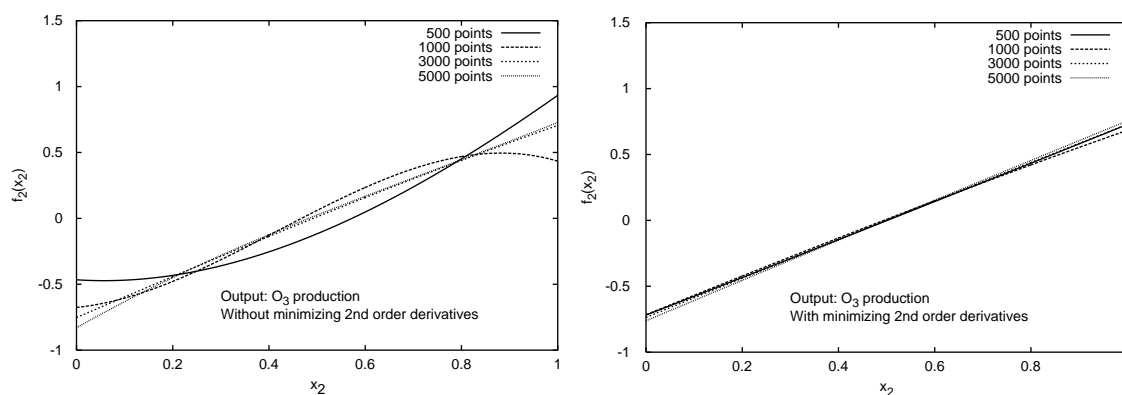 1.5
1
0.5
0
-0.5
-1
0
0.2
0.4
0.6
0.8
1
f2(x2)
x2
500 points
1000 points
3000 points
5000 points
Output: O3 production
Without minimizing 2nd order derivatives
1.5
1
0.5
0
-0.5
-1
0
0.2
0.4
0.6
0.8
f2(x2)
x2
500 points
1000 points
3000 points
5000 points
Output: O3 production
With minimizing 2nd order derivatives